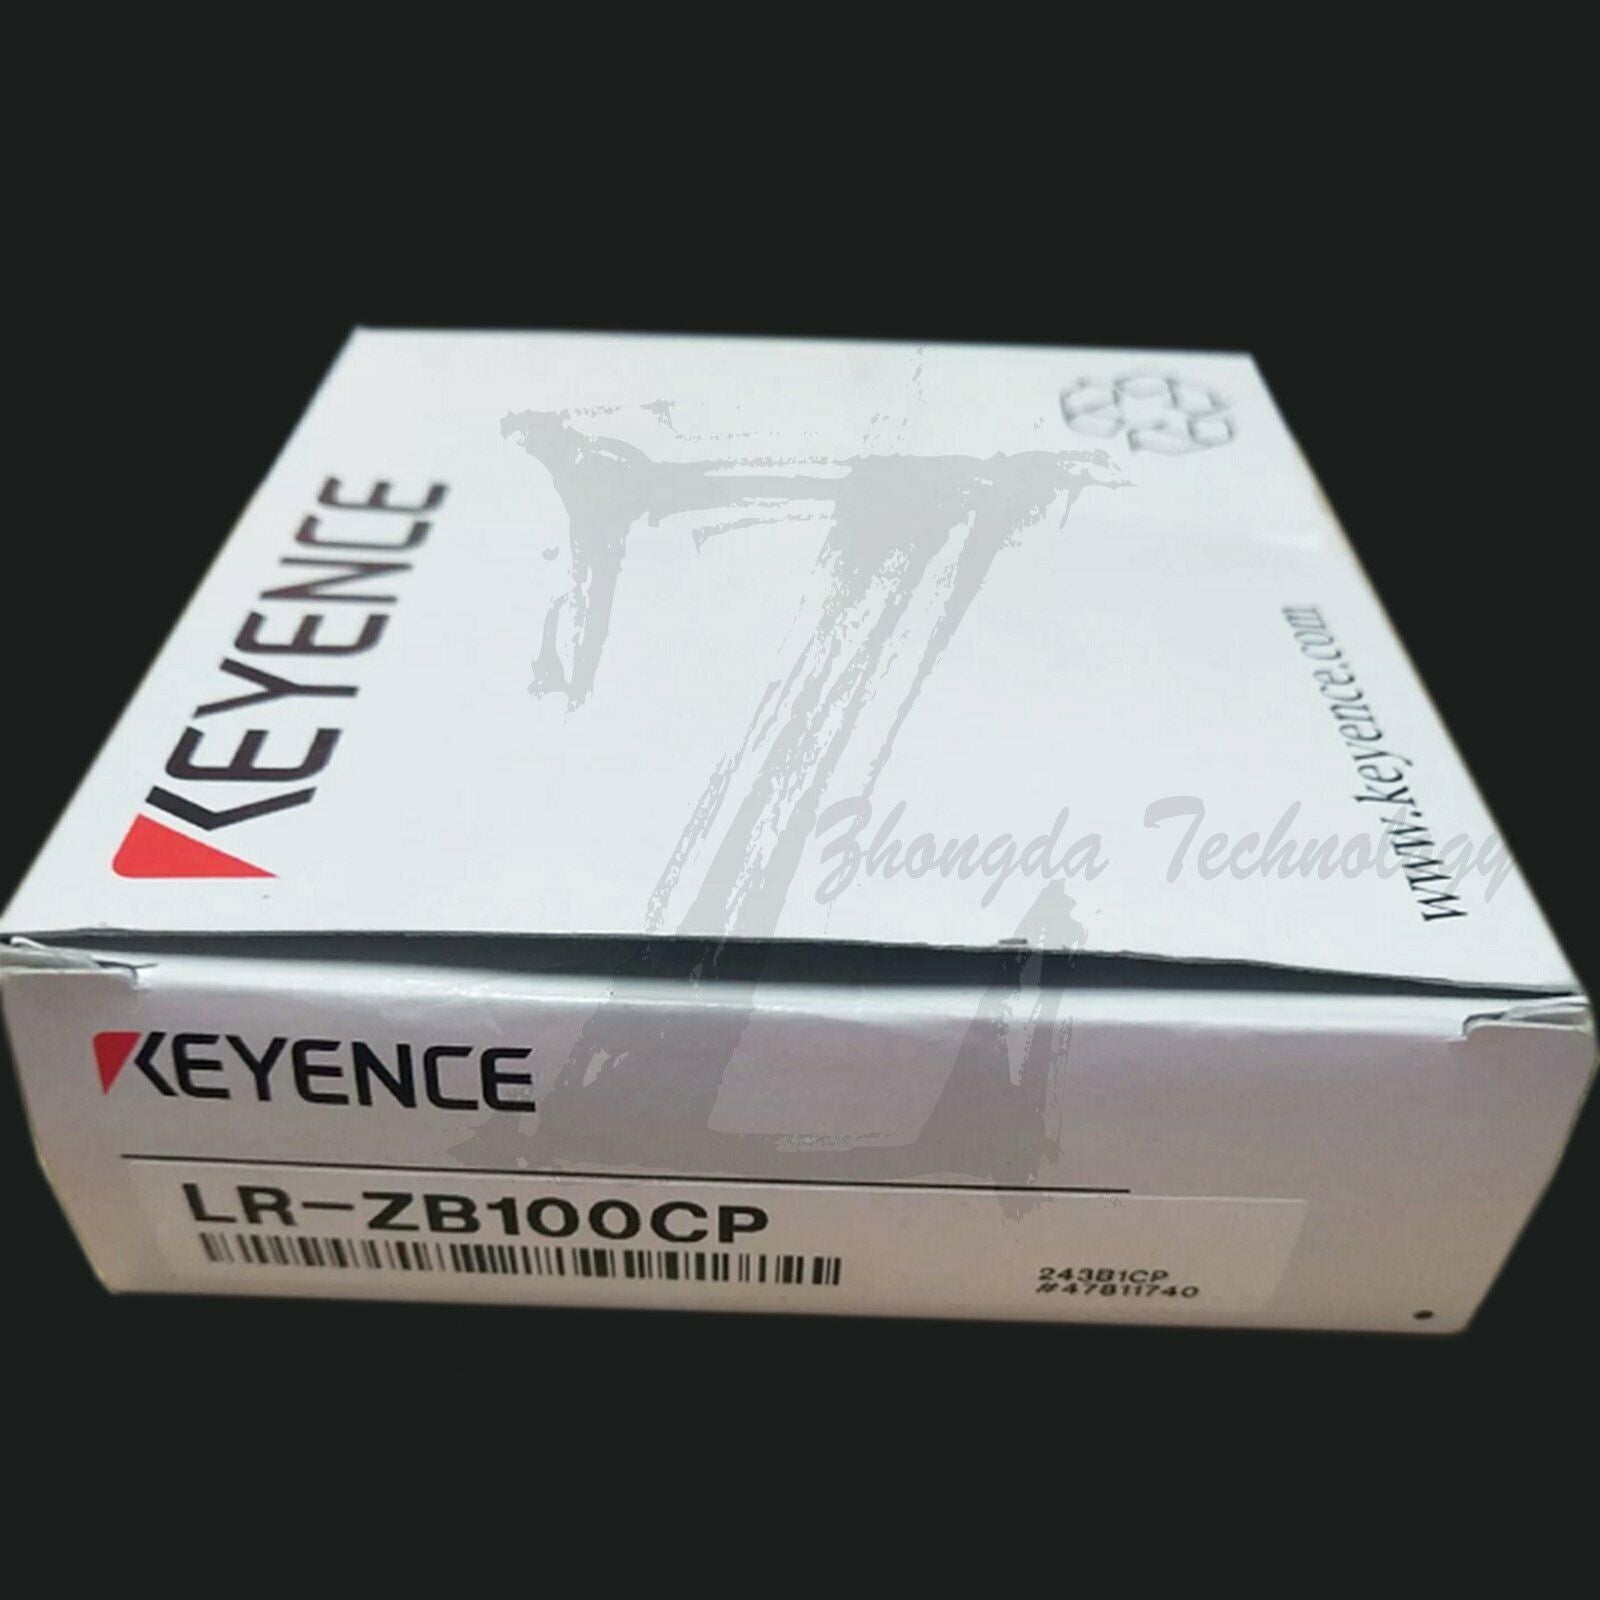 KEYENCE
www.keyence.com
Zhongda Technology
KEYENCE
LR-ZB100CP
243B1CP
#47811740